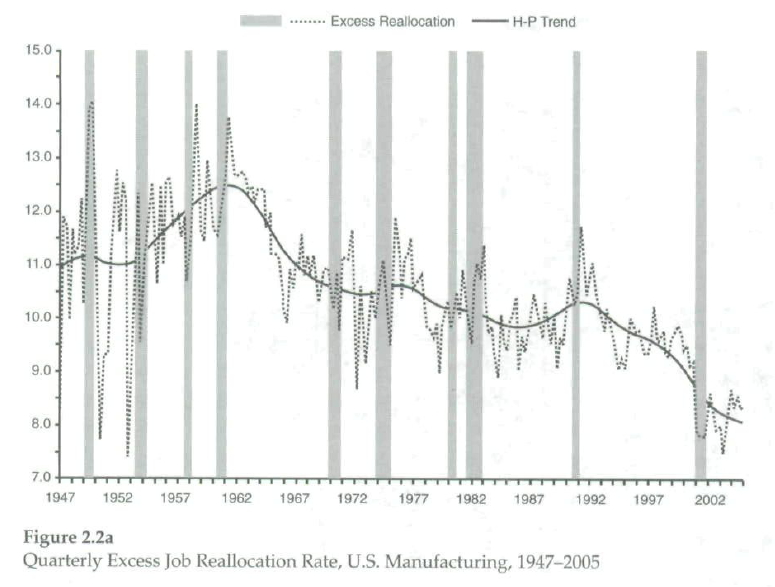 Excess Reallocation H-P Trend
15.0
14.0
13.0
12.0
11.0
10.0
9.0
8.0
7.0
1947 1952 1957 1962 1967 1972 1977 1982 1987 1992 1997 2002
Figure 2.2a
Quarterly Excess Job Reallocation Rate, U.S. Manufacturing, 1947–2005